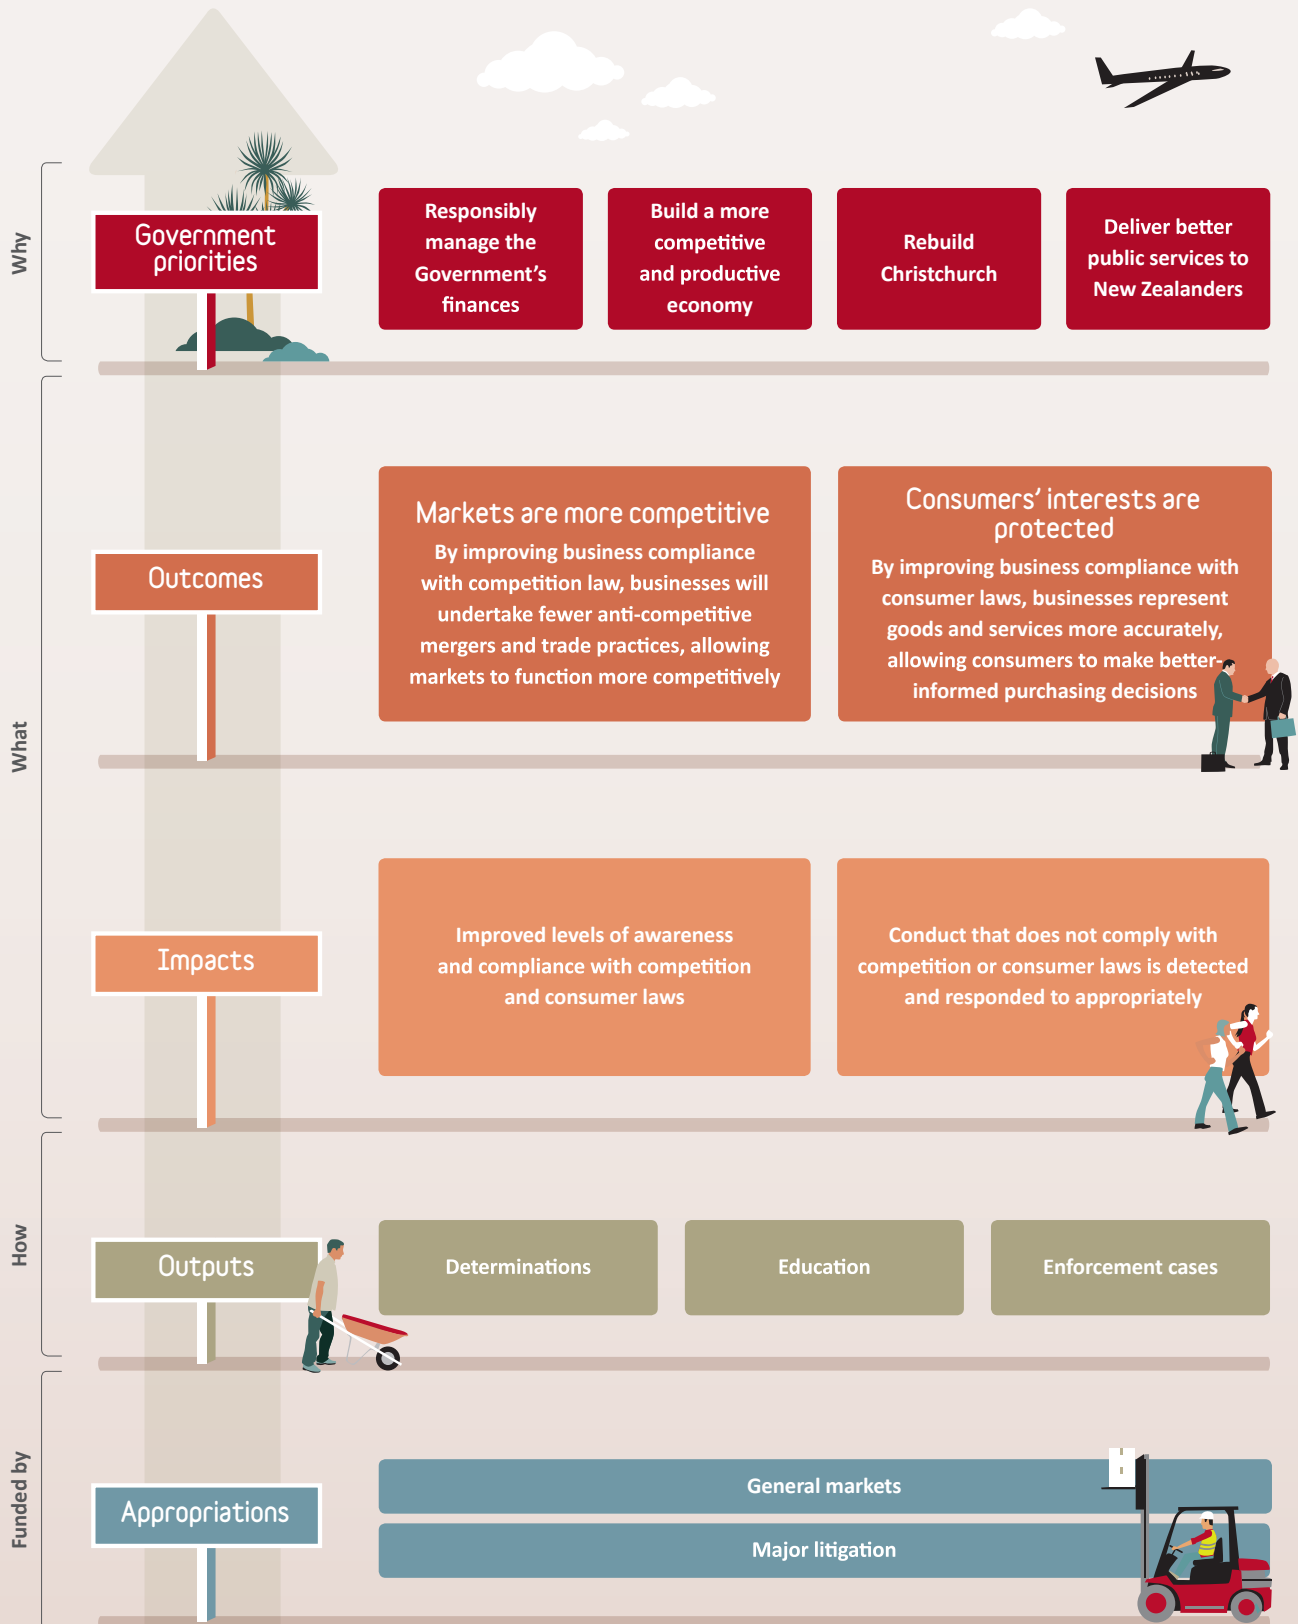 Why
Government
priorities
Responsibly
manage the
Government’s
finances
Build a more
competitive
and productive
economy
Rebuild
Christchurch
Deliver better
public services to
New Zealanders
What
Outcomes
Markets are more competitive
By improving business compliance
with competition law, businesses will
undertake fewer anti-competitive
mergers and trade practices, allowing
markets to function more competitively
Consumers’ interests are
protected
By improving business compliance with
consumer laws, businesses represent
goods and services more accurately,
allowing consumers to make better-
informed purchasing decisions
Impacts
Improved levels of awareness
and compliance with competition
and consumer laws
Conduct that does not comply with
competition or consumer laws is detected
and responded to appropriately
How
Outputs
Determinations
Education
Enforcement cases
Funded by
Appropriations
General markets
Major litigation